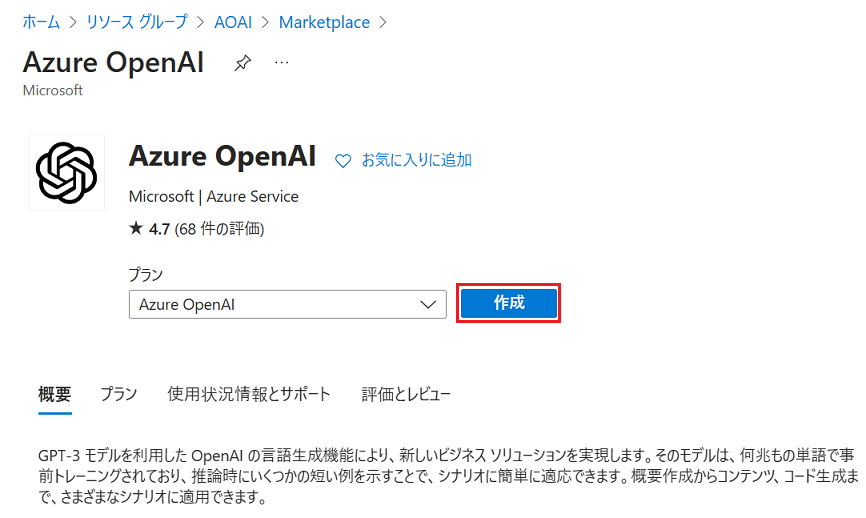 ホーム > リソース グループ > AOAI > Marketplace >
Azure OpenAI ...
Microsoft
Azure OpenAI お気に入りに追加
Microsoft | Azure Service
★ 4.7 (68 件の評価)
プラン
Azure OpenAI 作成
概要 プラン 使用状況情報とサポート 評価とレビュー
GPT-3 モデルを利用した OpenAI の言語生成機能により、新しいビジネス ソリューションを実現します。そのモデルは、何兆もの単語で事
前トレーニングされており、推論時にいくつかの短い例を示すことで、シナリオに簡単に適応できます。概要作成からコンテンツ、コード生成ま
で、さまざまなシナリオに適用できます。